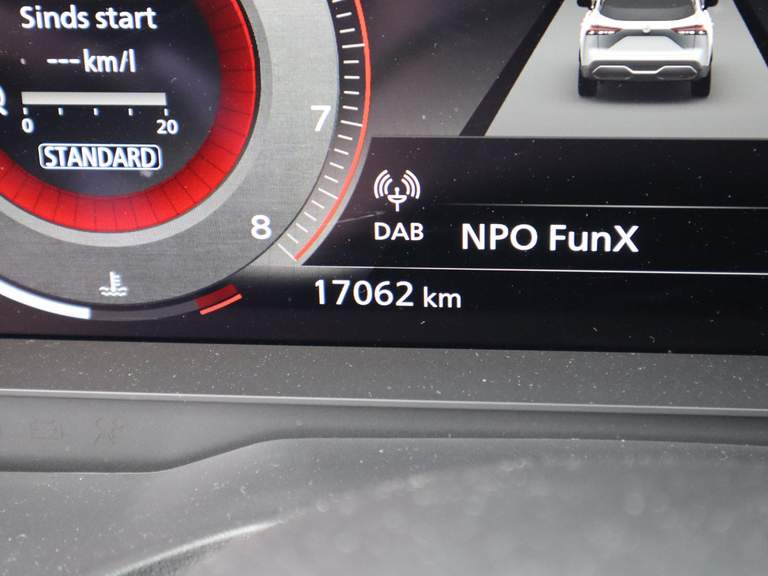 Sinds start
--- km/l
0 20
STANDARD
7
8
DAB
NPO FunX
17062 km